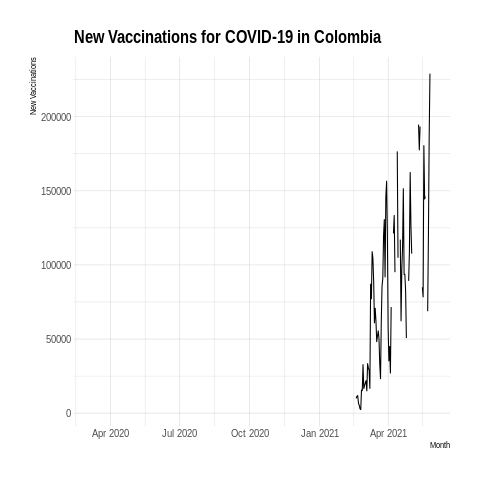 New Vaccinations for COVID-19 in Colombia
New Vaccinations
200000
150000
100000
50000
0
Apr 2020 Jul 2020 Oct 2020 Jan 2021 Apr 2021
Month